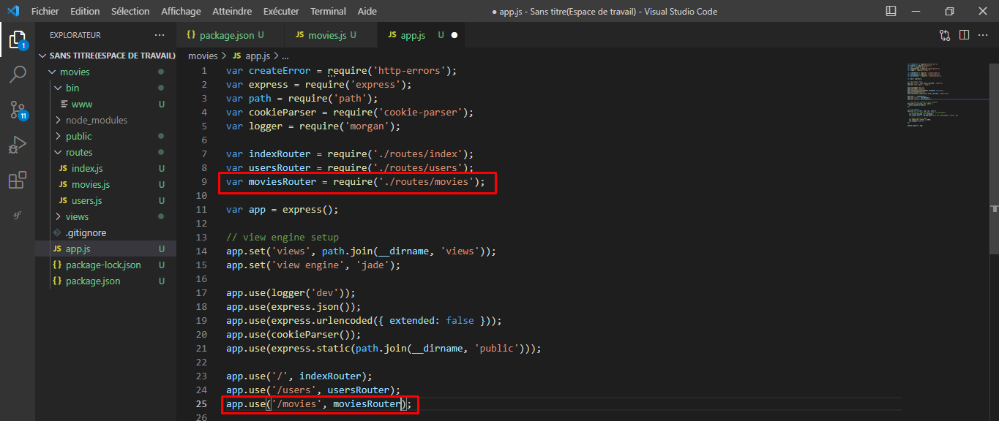 Fichier Edition Sélection Affichage Atteindre Exécuter Terminal Aide ● app.js - Sans titre(Espace de travail) - Visual Studio Code
EXPLORATEUR ...
SANS TITRE(ESPACE DE TRAVAIL)
movies
bin
www U
node_modules
public
routes
JS index.js U
JS movies.js U
JS users.js U
views
.gitignore
JS app.js U
{} package-lock.json U
{} package.json U
1
11
sf
{} package.json U JS movies.js U JS app.js U ●
movies > JS app.js > ...
1 var createError = require('http-errors');
2 var express = require('express');
3 var path = require('path');
4 var cookieParser = require('cookie-parser');
5 var logger = require('morgan');
6
7 var indexRouter = require('./routes/index');
8 var usersRouter = require('./routes/users');
9 var moviesRouter = require('./routes/movies');
10
11 var app = express();
12
13 // view engine setup
14 app.set('views', path.join(__dirname, 'views'));
15 app.set('view engine', 'jade');
16
17 app.use(logger('dev'));
18 app.use(express.json());
19 app.use(express.urlencoded({ extended: false }));
20 app.use(cookieParser());
21 app.use(express.static(path.join(__dirname, 'public')));
22
23 app.use('/', indexRouter);
24 app.use('/users', usersRouter);
25 app.use('/movies', moviesRouter);
26